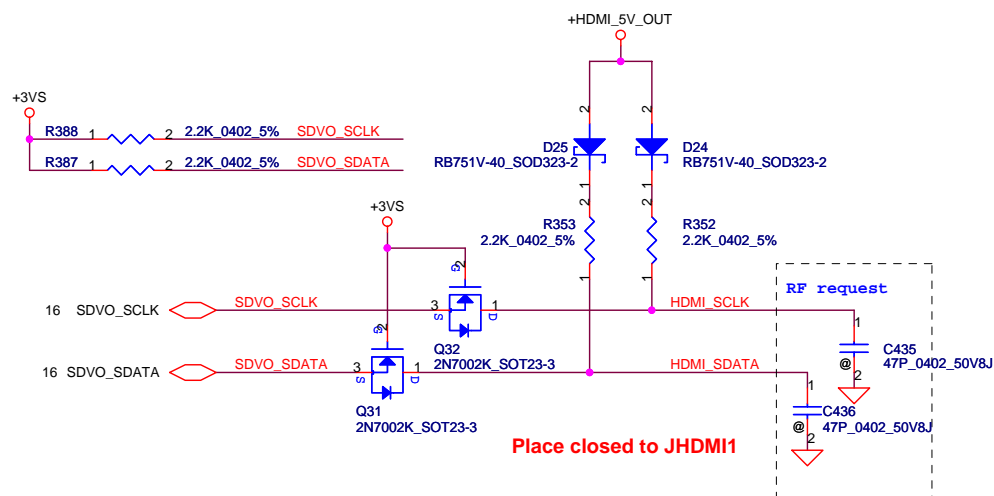 +HDMI_5V_OUT
+3VS
R388 1 2 2.2K_0402_5% SDVO_SCLK
R387 1 2 2.2K_0402_5% SDVO_SDATA
2 2
D25
RB751V-40_SOD323-2
D24
RB751V-40_SOD323-2
1 1
2 2
R353
2.2K_0402_5%
R352
2.2K_0402_5%
1 1
+3VS
2
G
RF request
16 SDVO_SCLK SDVO_SCLK 3 S 1 D HDMI_SCLK
Q32
2N7002K_SOT23-3
2
G
16 SDVO_SDATA SDVO_SDATA 3 S 1 D HDMI_SDATA
Q31
2N7002K_SOT23-3
1
C435
47P_0402_50V8J
@
2
1
C436
47P_0402_50V8J
@
2
Place closed to JHDMI1